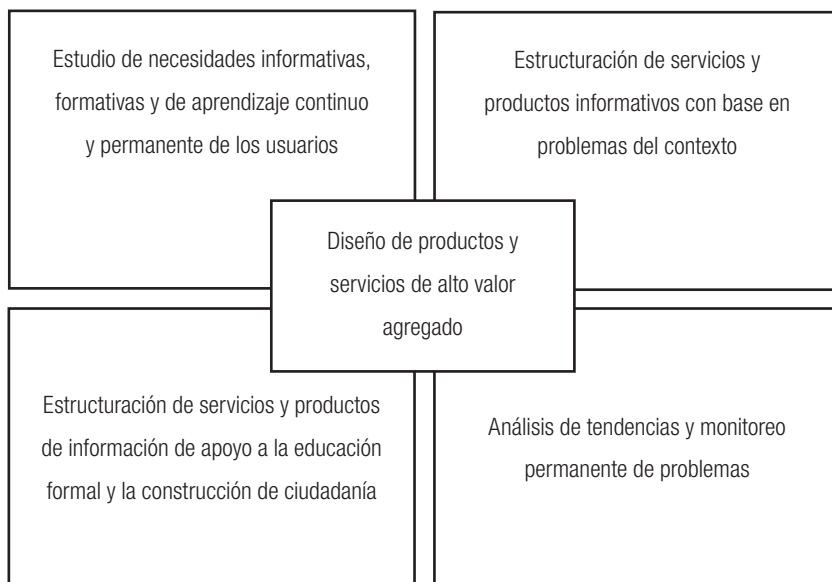 Estudio de necesidades informativas,
formativas y de aprendizaje continuo
y permanente de los usuarios
Estructuración de servicios y
productos informativos con base en
problemas del contexto
Diseño de productos y
servicios de alto valor
agregado
Estructuración de servicios y productos
de información de apoyo a la educación
formal y la construcción de ciudadanía
Análisis de tendencias y monitoreo
permanente de problemas